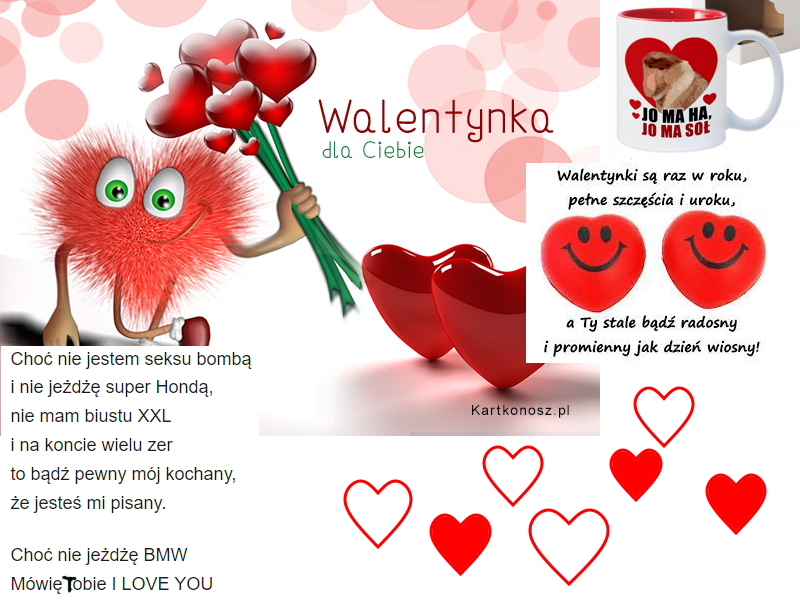 Walentynka
dla Ciebie
JO MA HA,
JO MA SOŁ
Walentynki są raz w roku,
pełne szczęścia i uroku,
a Ty stale bądź radosny
i promienny jak dzień wiosny!
Kartkonosz.pl
Choć nie jestem seksu bombą
i nie jeżdżę super Hondą,
nie mam biustu XXL
i na koncie wielu zer
to bądź pewny mój kochany,
że jesteś mi pisany.
Choć nie jeżdżę BMW
MówięTobie I LOVE YOU